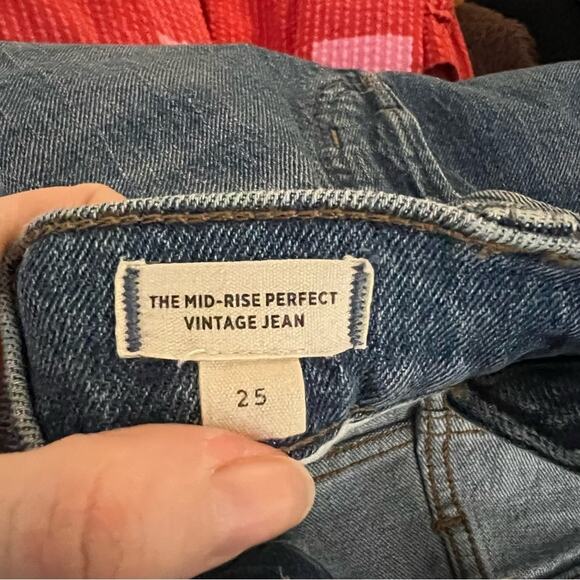 THE MID-RISE PERFECT
VINTAGE JEAN
25